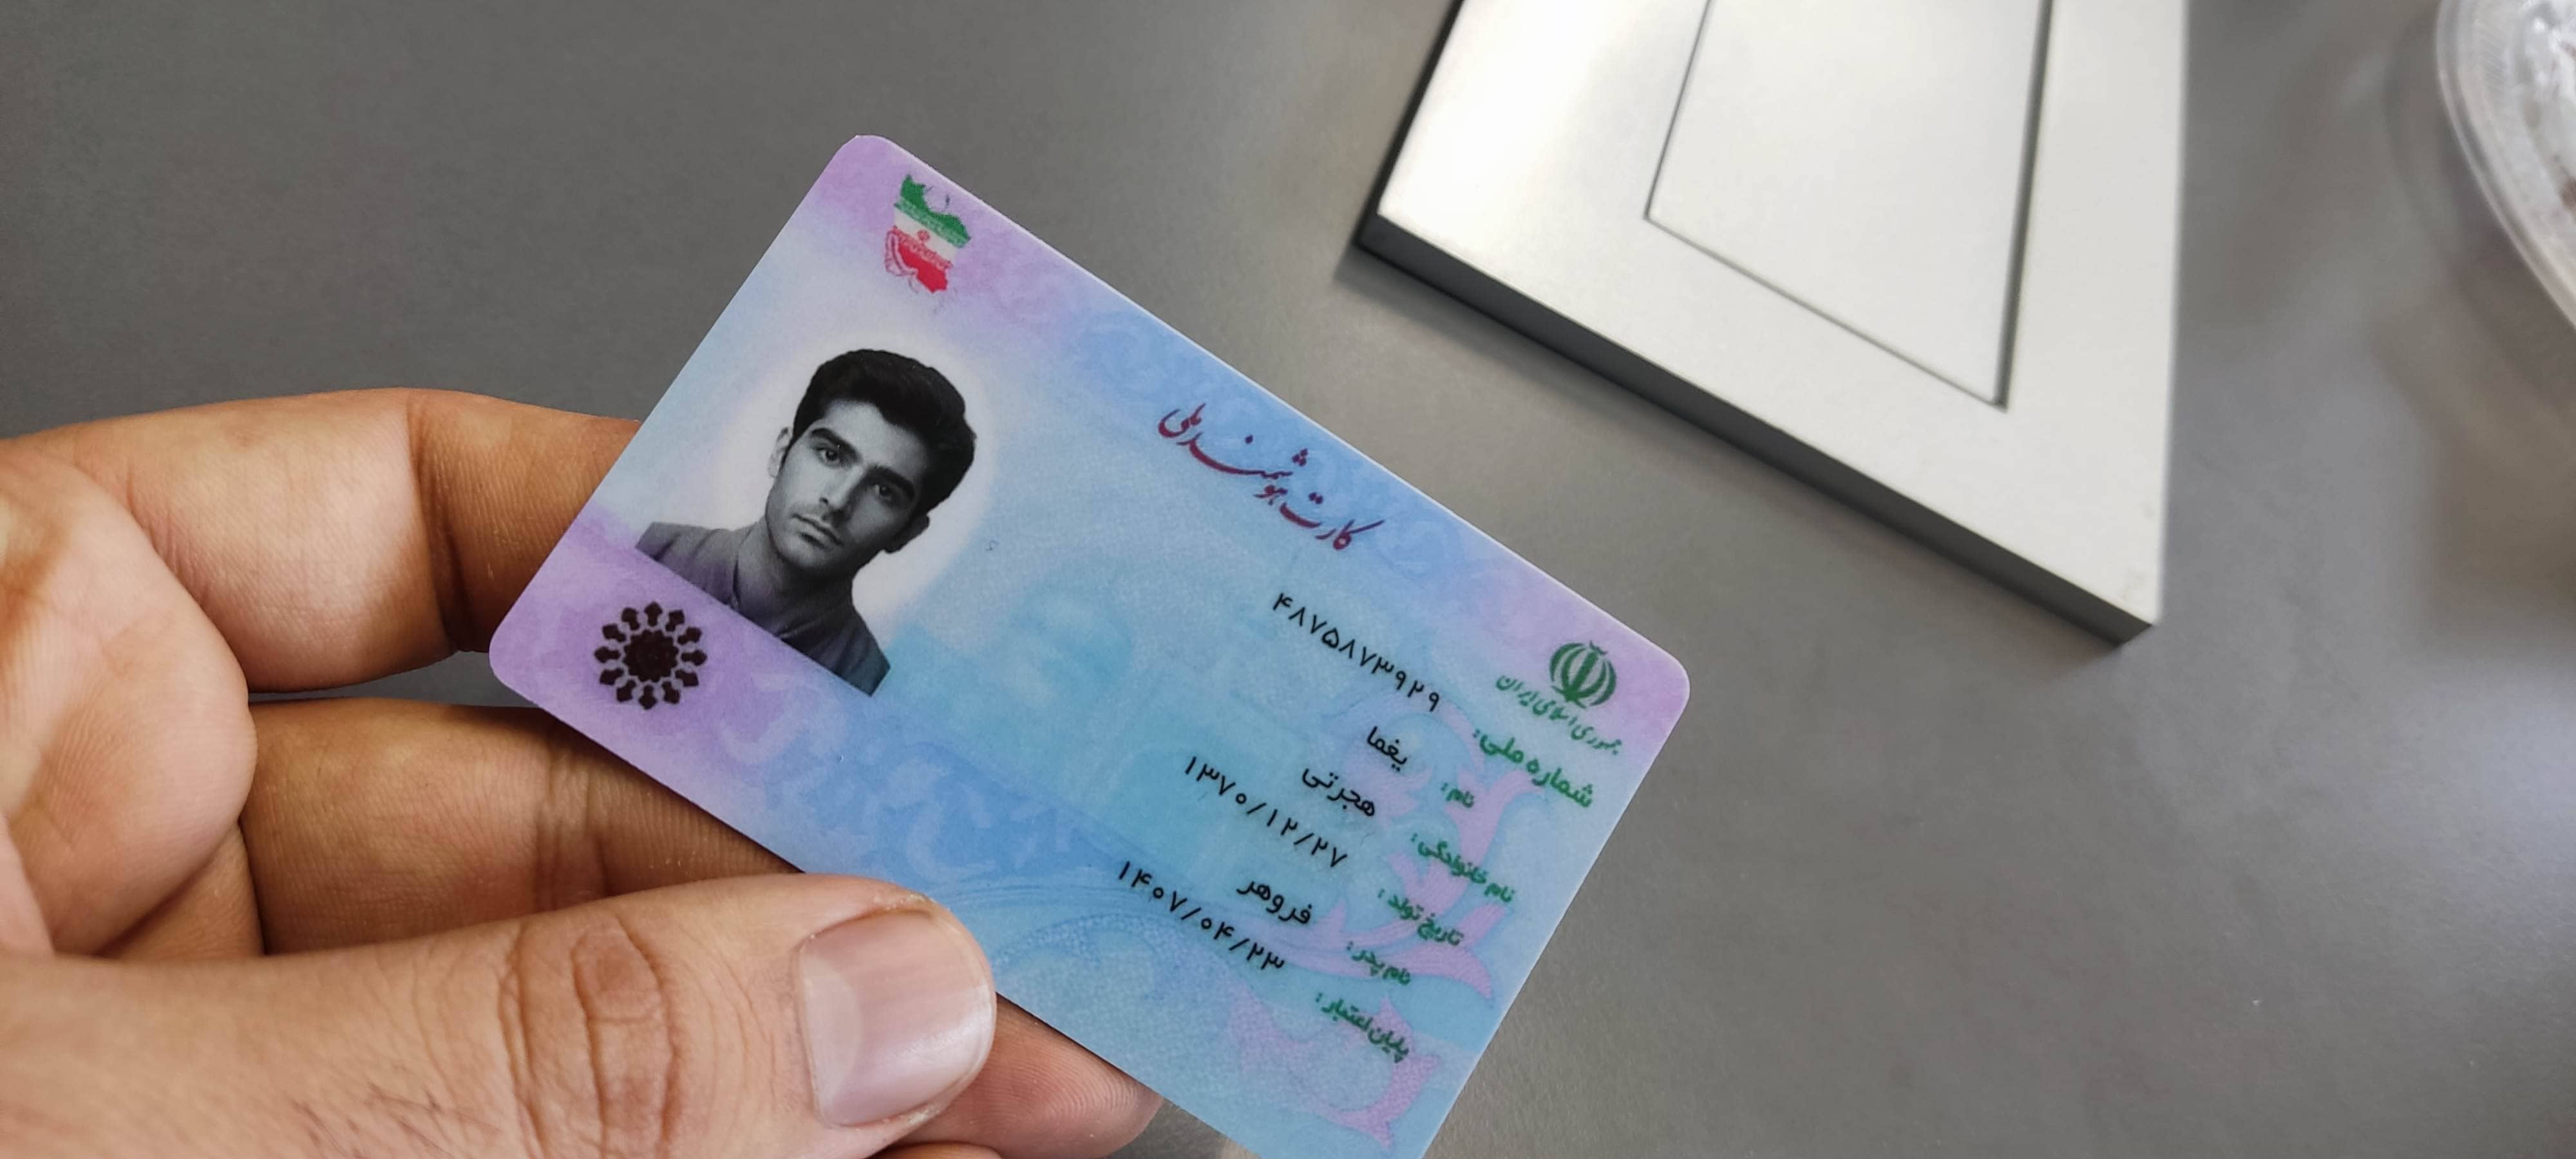 کارت هوشمند ملی
جمهوری اسلامی ایران
شماره ملی: ۴۸۷۵۸۷۳۹۲۹
نام: یغما
نام خانوادگی: هجرتی
تاریخ تولد: ۱۳۷۰/۱۲/۲۷
نام پدر: فروهر
پایان اعتبار: ۱۴۰۷/۰۴/۲۳